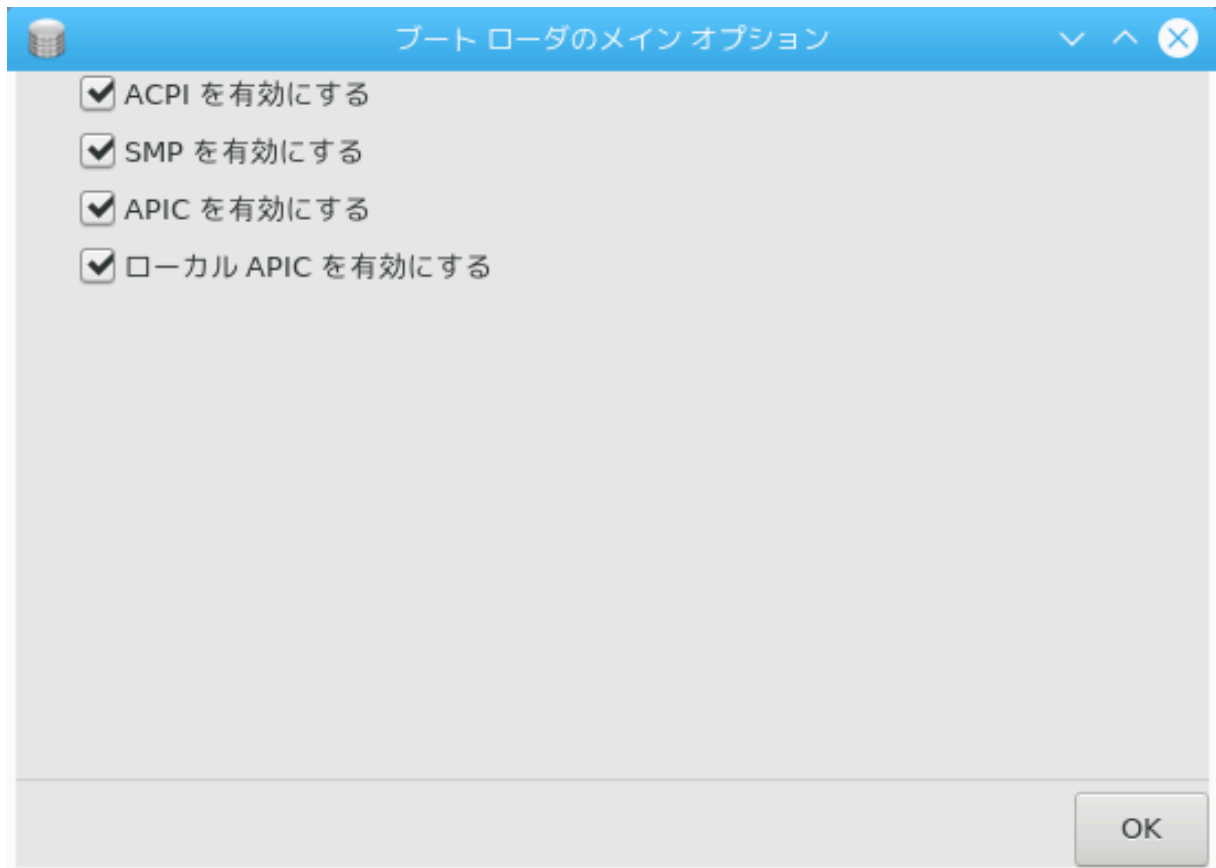 ブート ローダのメイン オプション
ACPI を有効にする
SMP を有効にする
APIC を有効にする
ローカル APIC を有効にする
OK